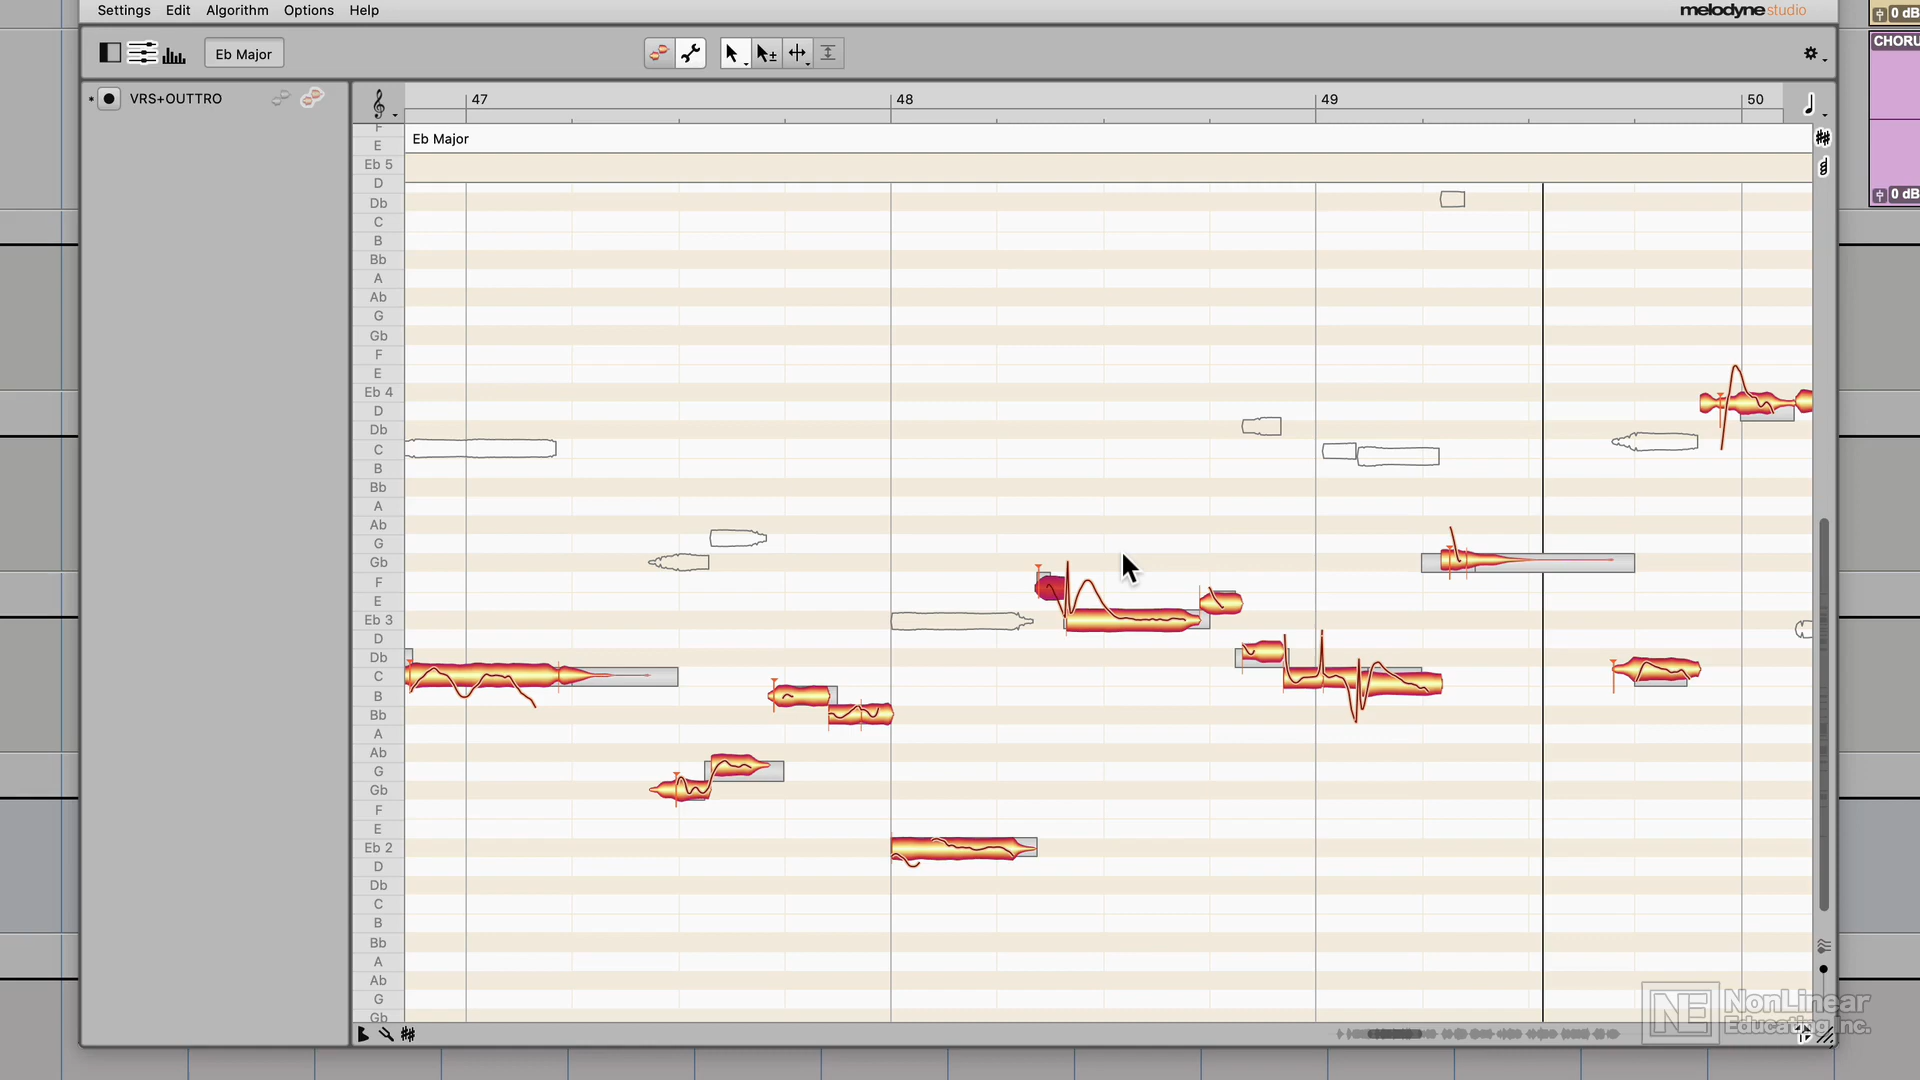 Settings Edit Algorithm Options Help
melodyne studio
0 dB
CHORU
Eb Major
* VRS+OUTTRO
47 48 49 50
Eb Major
F
E
Eb 5
D
Db
C
B
Bb
A
Ab
G
Gb
F
E
Eb 4
D
Db
C
B
Bb
A
Ab
G
Gb
F
E
Eb 3
D
Db
C
B
Bb
A
Ab
G
Gb
F
E
Eb 2
D
Db
C
B
Bb
A
Ab
G
Gb
0 dB
NE NonLinear
Educating Inc.